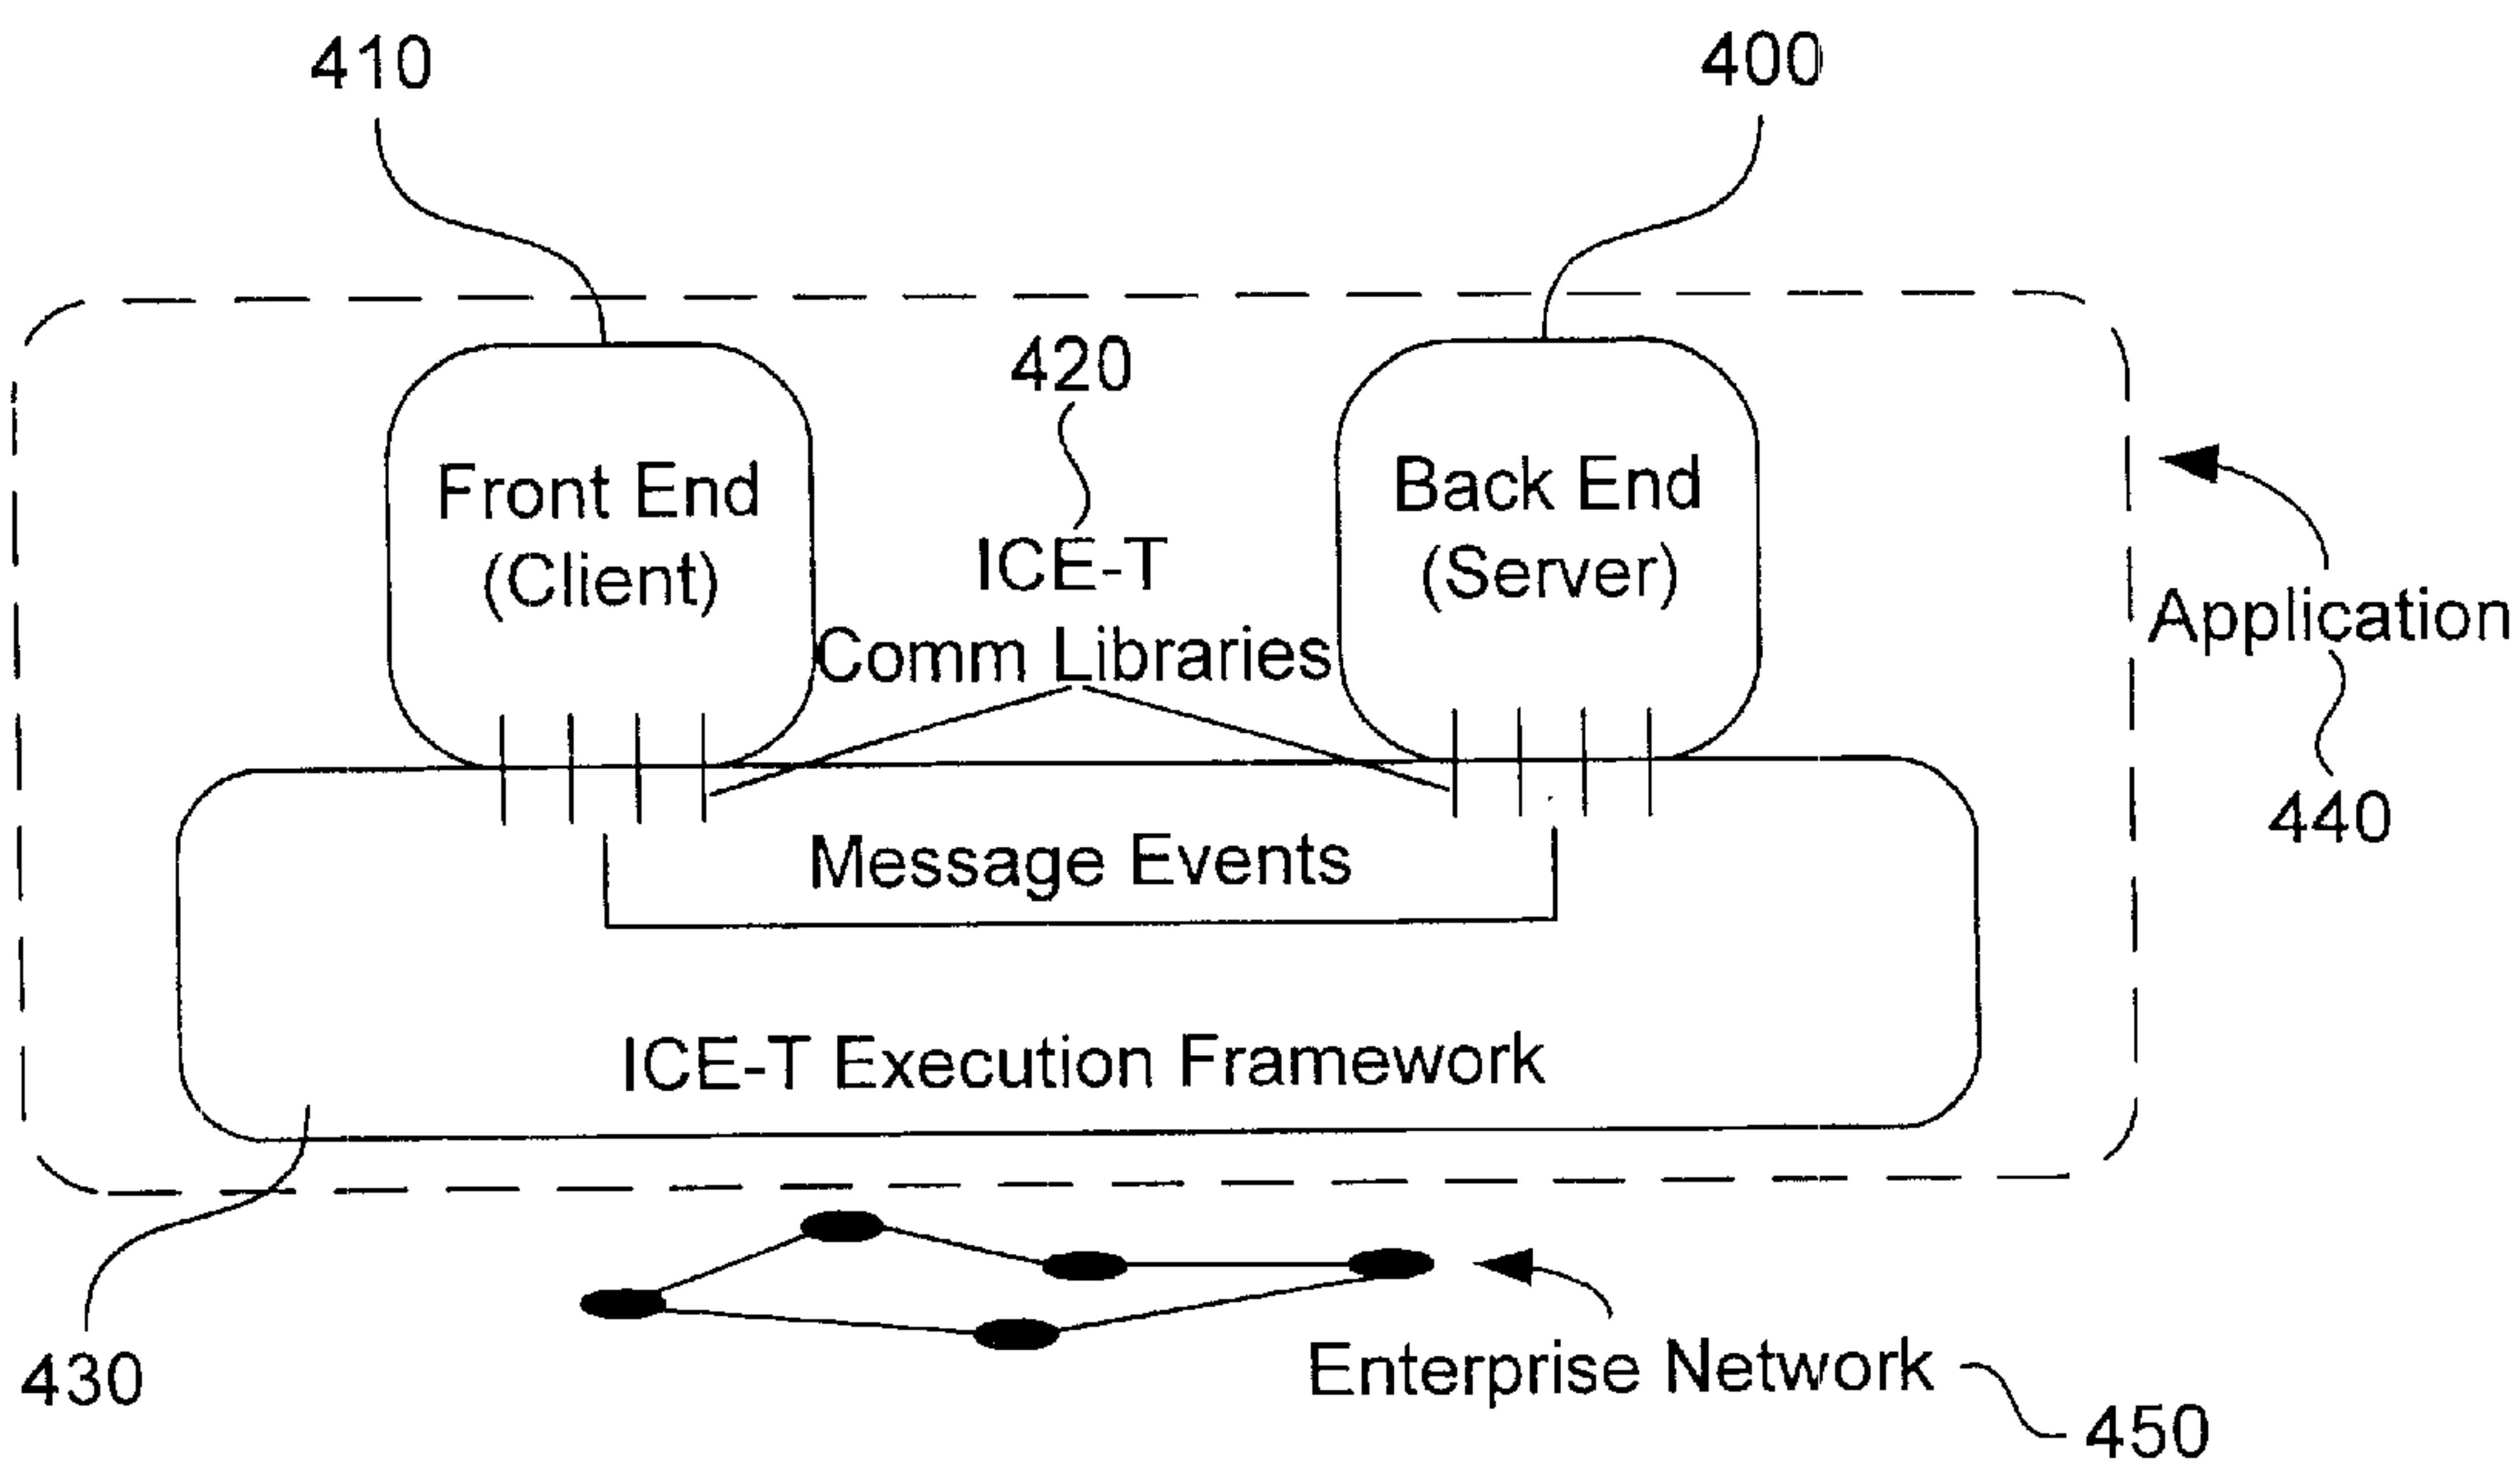 410
400
420
Front End
(Client)
ICE-T
Comm Libraries
Back End
(Server)
Application
440
Message Events
ICE-T Execution Framework
430
Enterprise Network
450